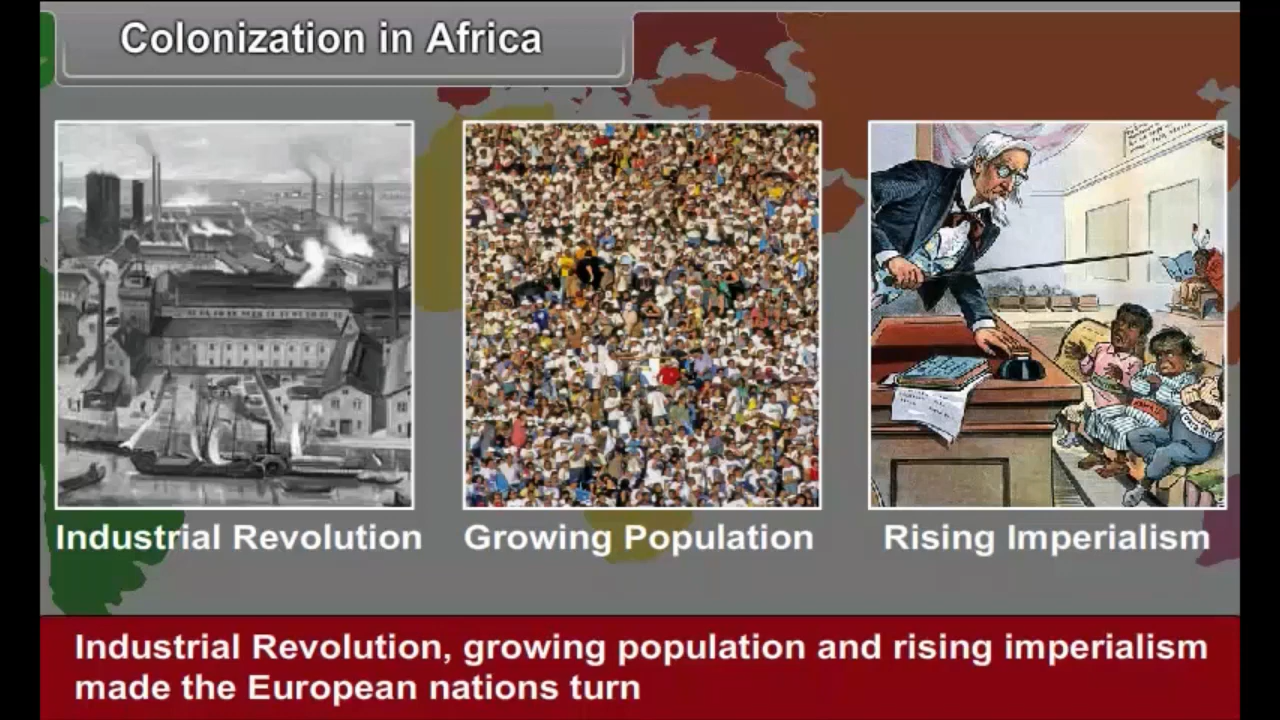 Colonization in Africa
Industrial Revolution
Growing Population
Rising Imperialism
Industrial Revolution, growing population and rising imperialism
made the European nations turn